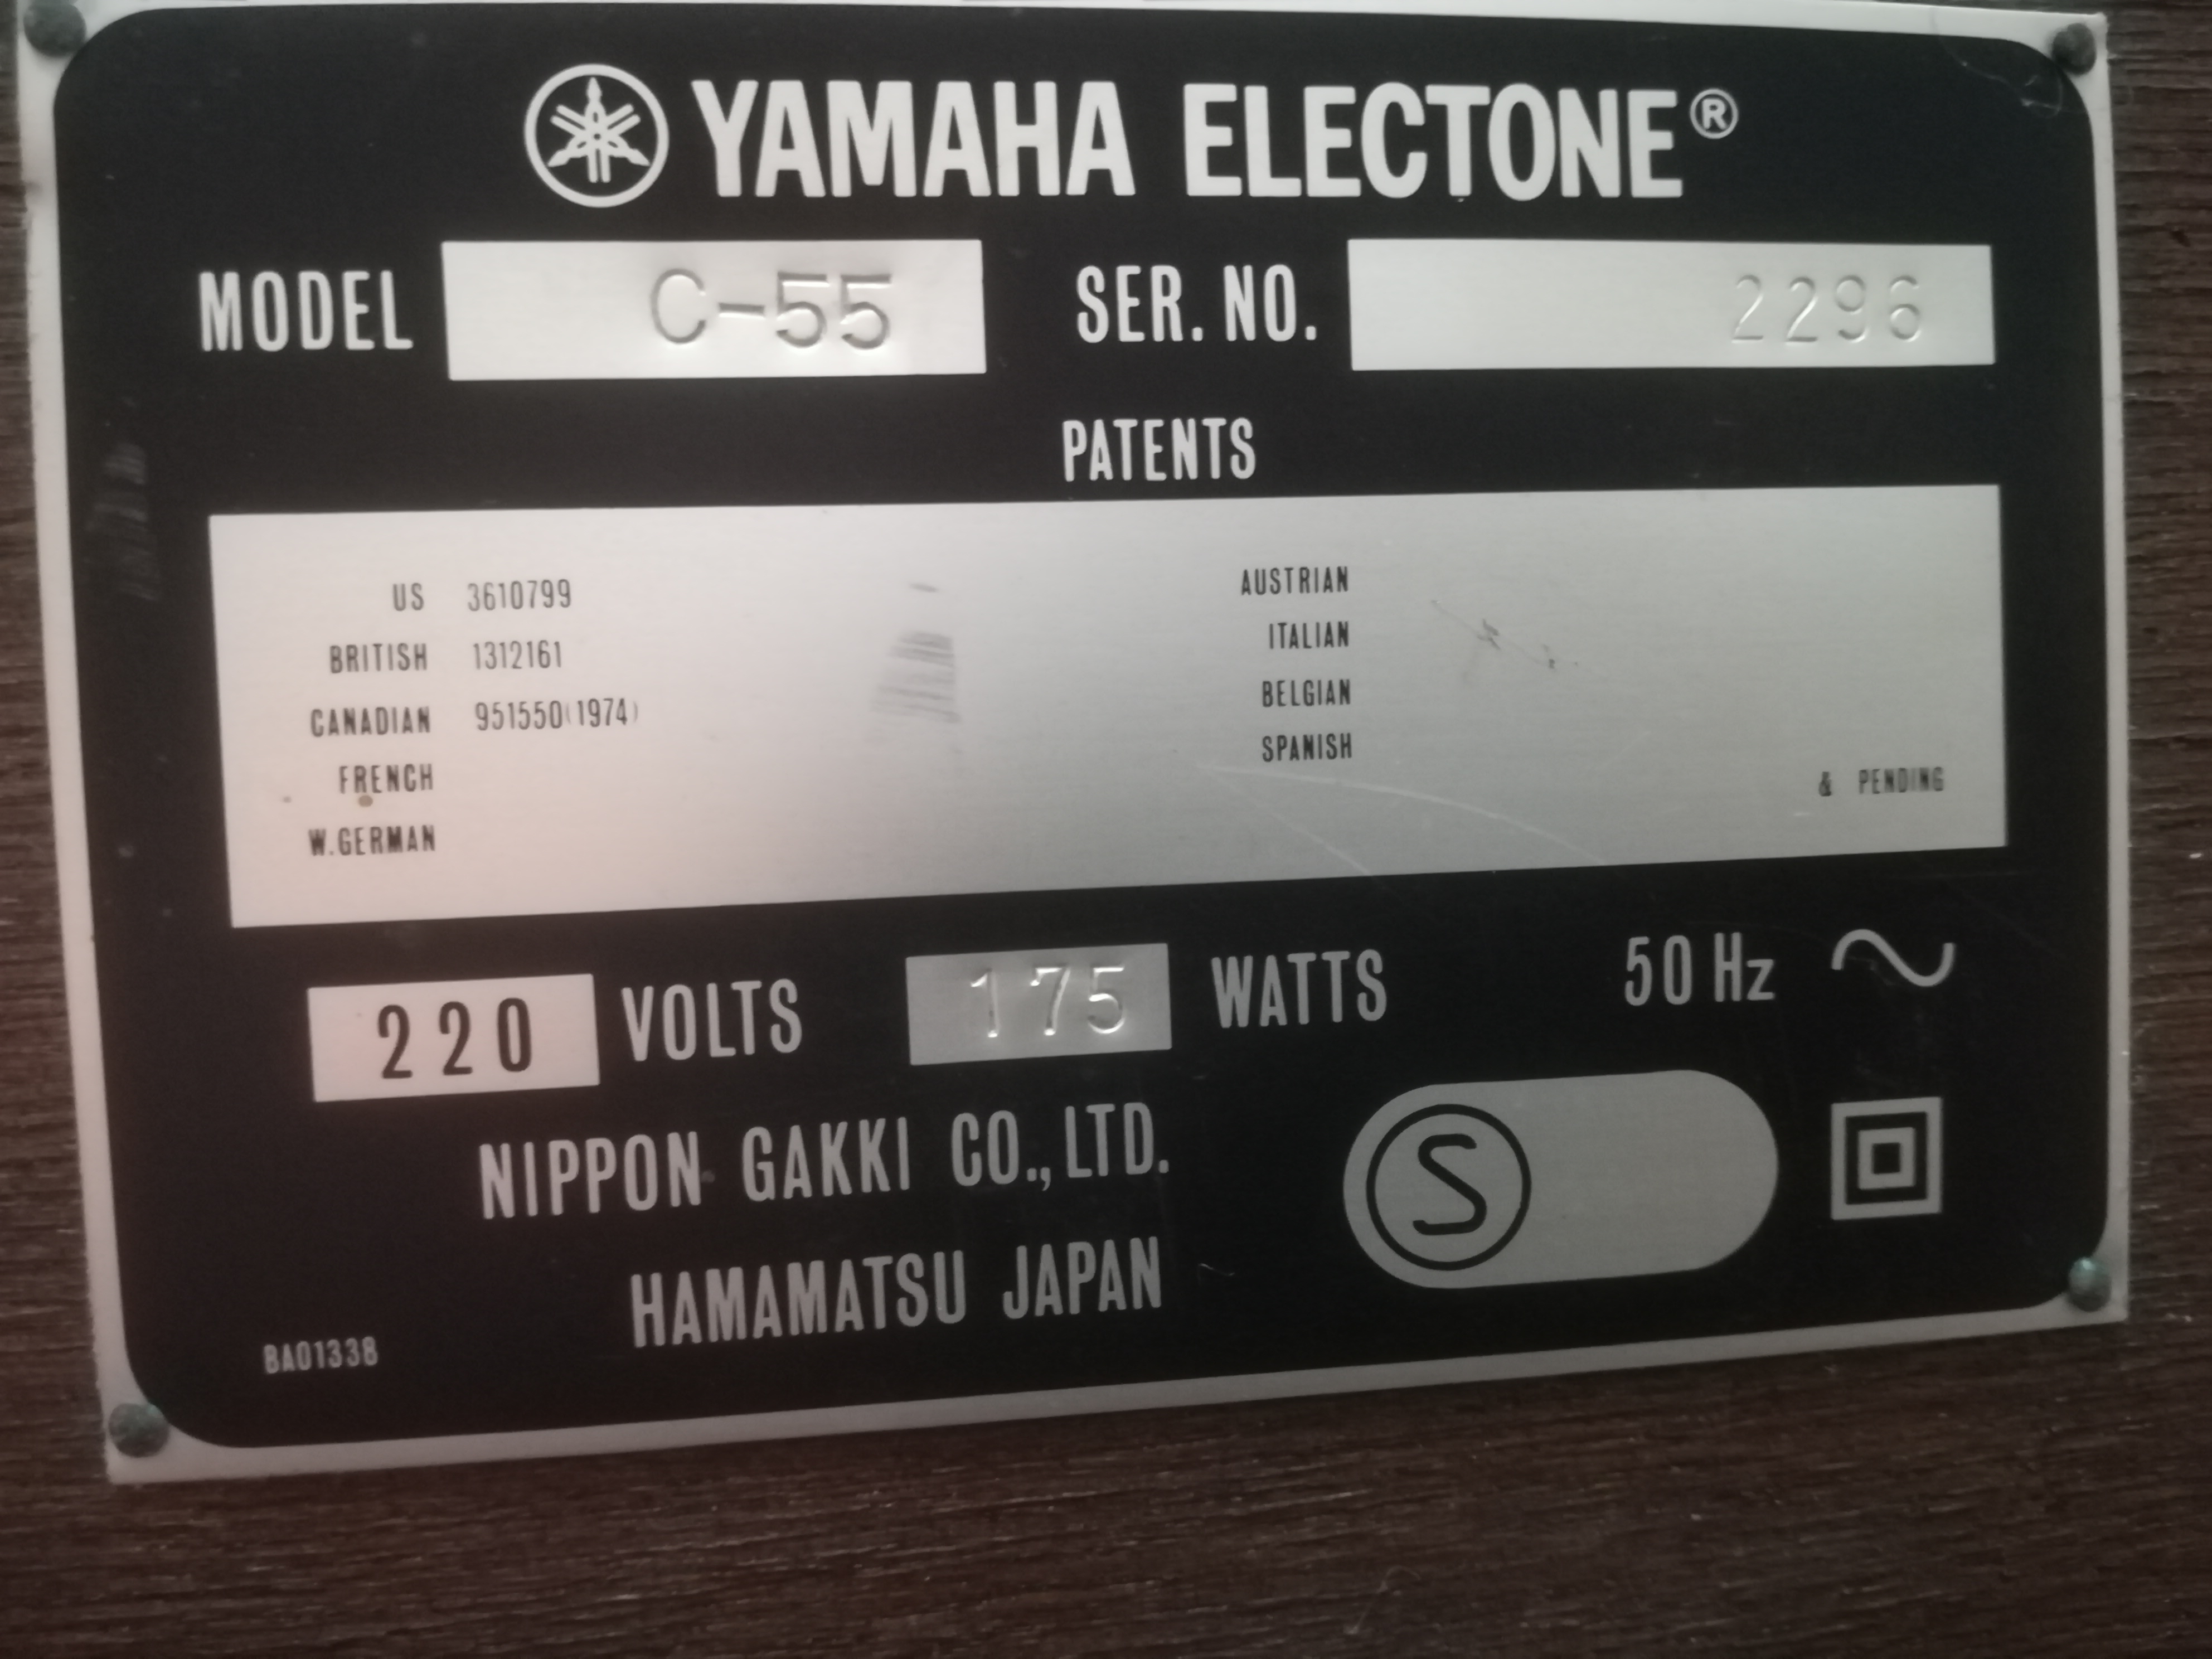 YAMAHA ELECTONE®
MODEL C-55 SER. NO. 2296
PATENTS
US 3610799
BRITISH 1312161
CANADIAN 951550(1974)
FRENCH
W.GERMAN
AUSTRIAN
ITALIAN
BELGIAN
SPANISH
& PENDING
220 VOLTS 175 WATTS 50 Hz ~
NIPPON GAKKI CO., LTD.
HAMAMATSU JAPAN
S
BA01338